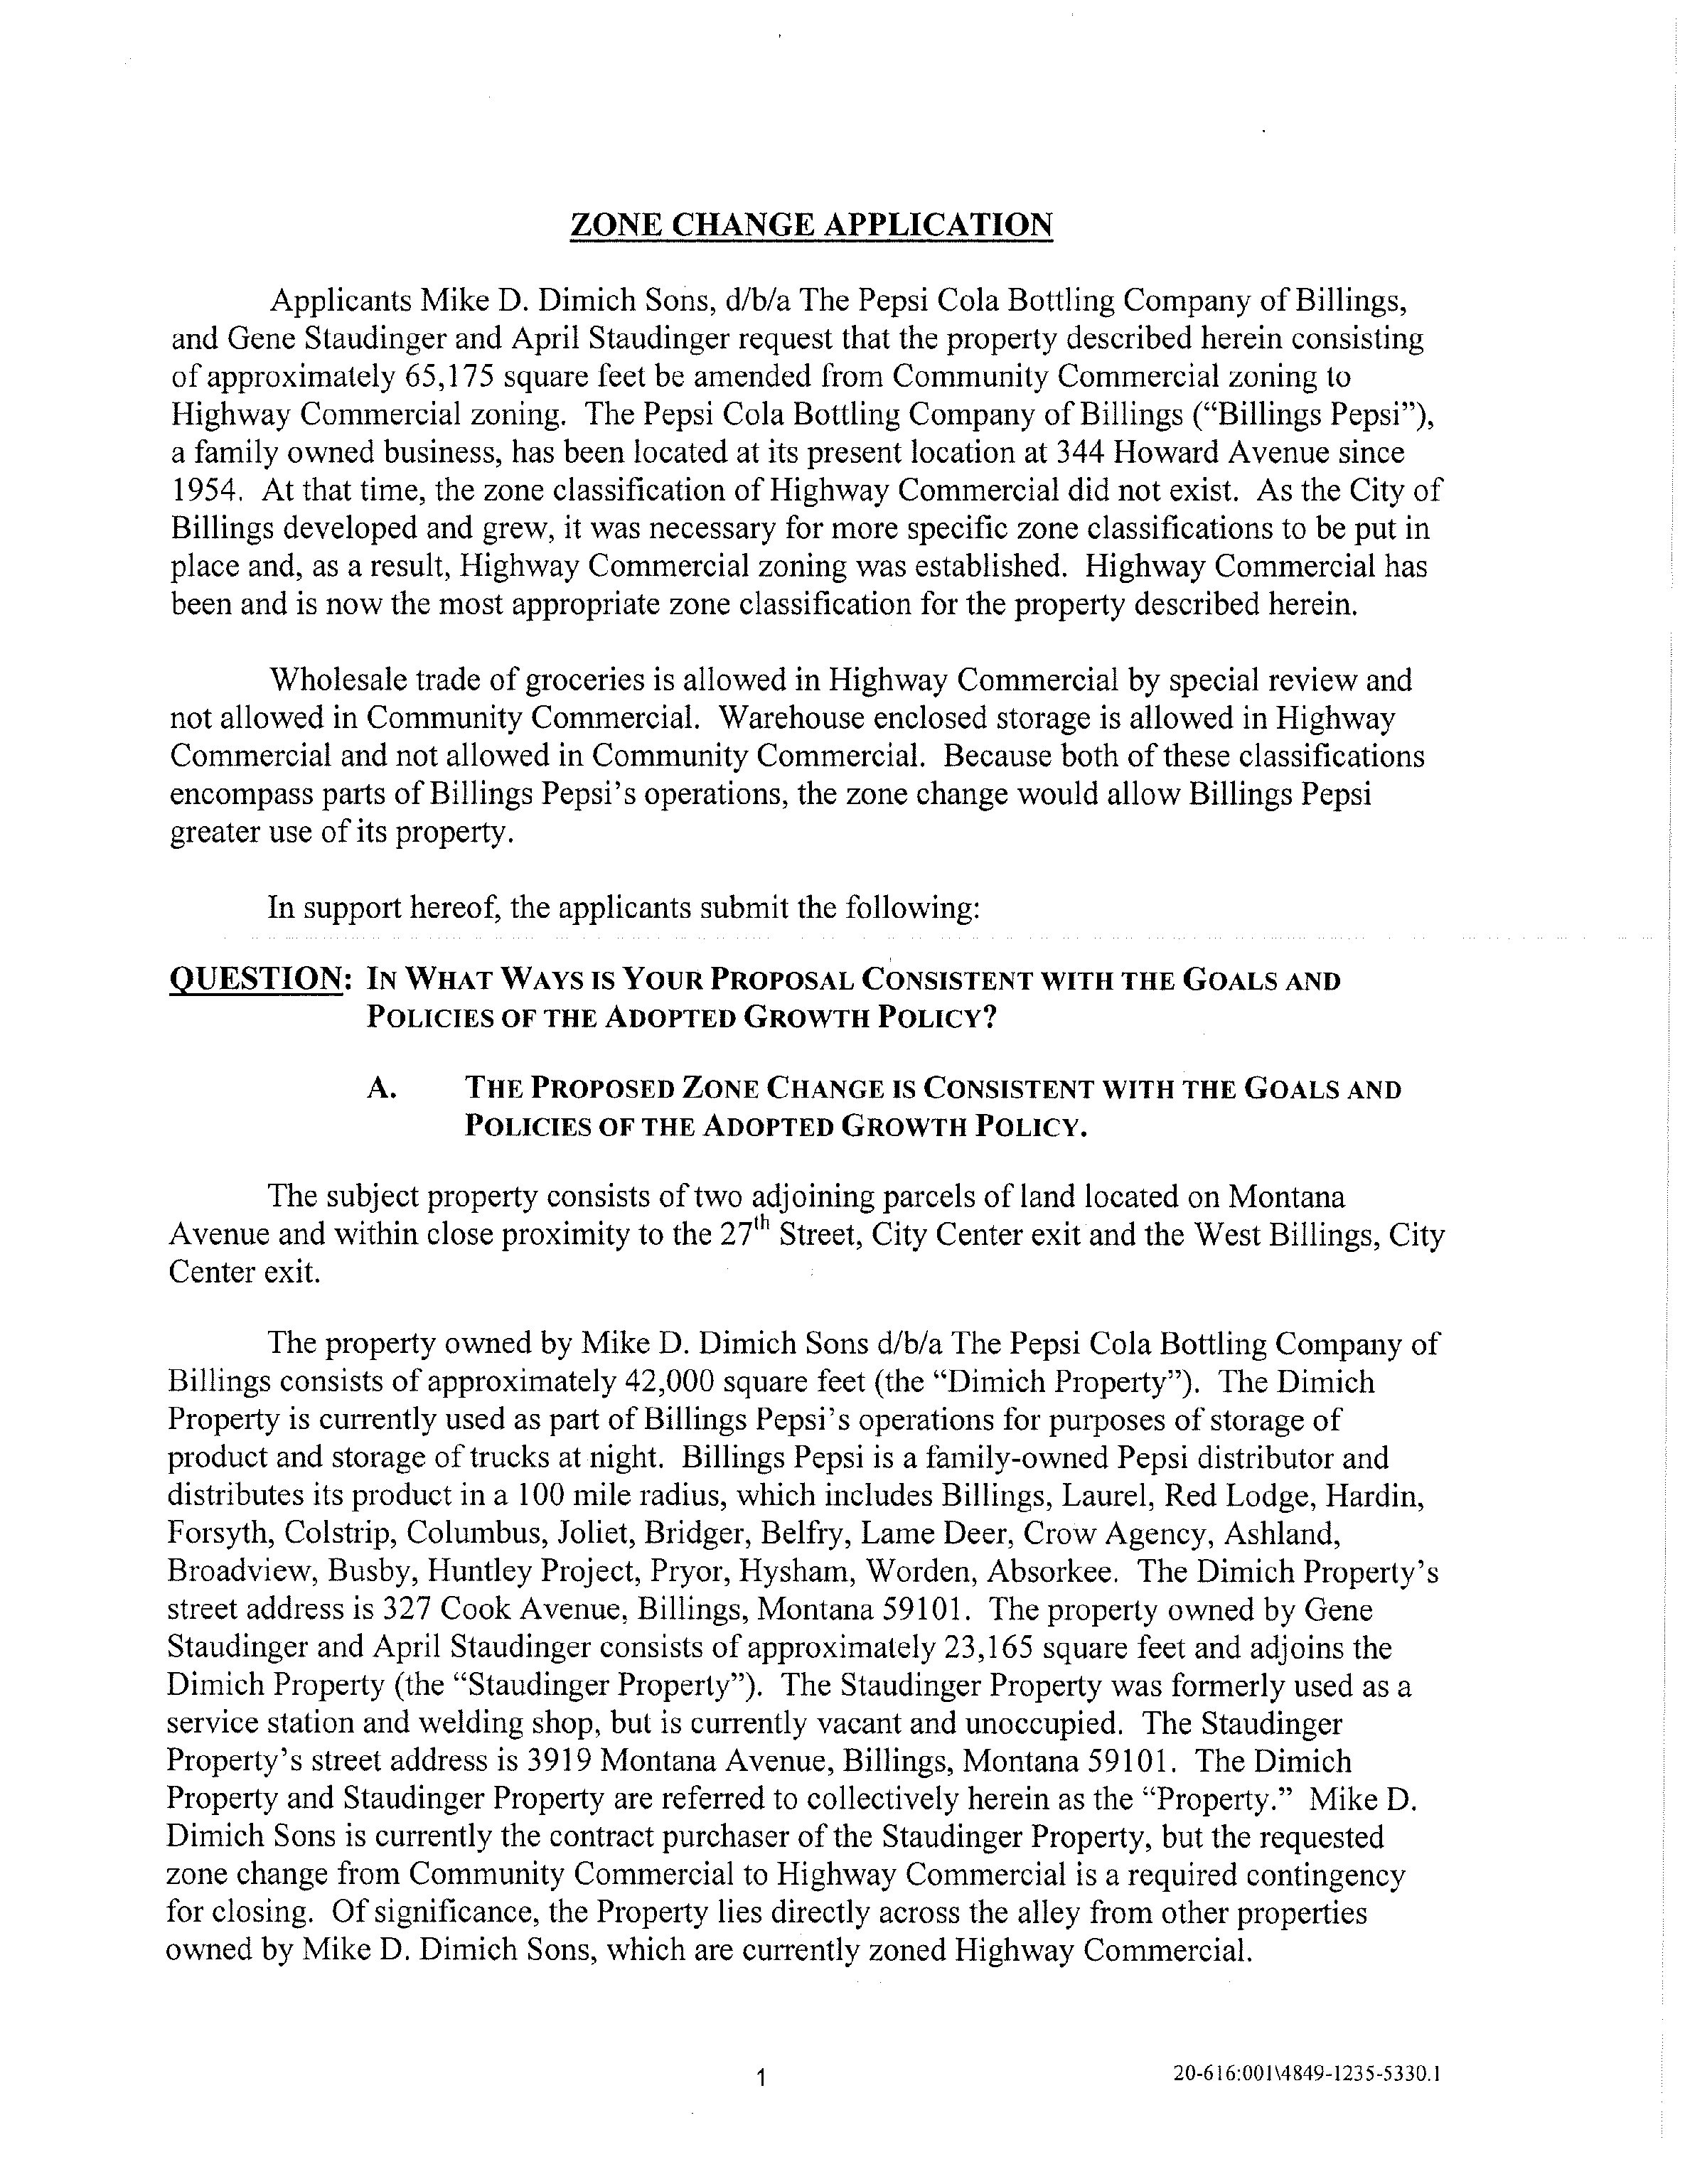 ZONE CHANGE APPLICATION
Applicants Mike D. Dimich Sons, d/b/a The Pepsi Cola Bottling Company of Billings,
and Gene Staudinger and April Staudinger request that the property described herein consisting
of approximately 65,175 square feet be amended from Community Commercial zoning to
Highway Commercial zoning. The Pepsi Cola Bottling Company of Billings (“Billings Pepsi”),
a family owned business, has been located at its present location at 344 Howard Avenue since
1954. At that time, the zone classification of Highway Commercial did not exist. As the City of
Billings developed and grew, it was necessary for more specific zone classifications to be put in
place and, as a result, Highway Commercial zoning was established. Highway Commercial has
been and is now the most appropriate zone classification for the property described herein.
Wholesale trade of groceries is allowed in Highway Commercial by special review and
not allowed in Community Commercial. Warehouse enclosed storage is allowed in Highway
Commercial and not allowed in Community Commercial. Because both of these classifications
encompass parts of Billings Pepsi’s operations, the zone change would allow Billings Pepsi
greater use of its property.
In support hereof, the applicants submit the following:
QUESTION: IN WHAT WAYS IS YOUR PROPOSAL CONSISTENT WITH THE GOALS AND
POLICIES OF THE ADOPTED GROWTH POLICY?
A. THE PROPOSED ZONE CHANGE IS CONSISTENT WITH THE GOALS AND
POLICIES OF THE ADOPTED GROWTH POLICY.
The subject property consists of two adjoining parcels of land located on Montana
Avenue and within close proximity to the 27th Street, City Center exit and the West Billings, City
Center exit.
The property owned by Mike D. Dimich Sons d/b/a The Pepsi Cola Bottling Company of
Billings consists of approximately 42,000 square feet (the “Dimich Property”). The Dimich
Property is currently used as part of Billings Pepsi’s operations for purposes of storage of
product and storage of trucks at night. Billings Pepsi is a family-owned Pepsi distributor and
distributes its product in a 100 mile radius, which includes Billings, Laurel, Red Lodge, Hardin,
Forsyth, Colstrip, Columbus, Joliet, Bridger, Belfry, Lame Deer, Crow Agency, Ashland,
Broadview, Busby, Huntley Project, Pryor, Hysham, Worden, Absorkee. The Dimich Property’s
street address is 327 Cook Avenue, Billings, Montana 59101. The property owned by Gene
Staudinger and April Staudinger consists of approximately 23,165 square feet and adjoins the
Dimich Property (the “Staudinger Property”). The Staudinger Property was formerly used as a
service station and welding shop, but is currently vacant and unoccupied. The Staudinger
Property’s street address is 3919 Montana Avenue, Billings, Montana 59101. The Dimich
Property and Staudinger Property are referred to collectively herein as the “Property.” Mike D.
Dimich Sons is currently the contract purchaser of the Staudinger Property, but the requested
zone change from Community Commercial to Highway Commercial is a required contingency
for closing. Of significance, the Property lies directly across the alley from other properties
owned by Mike D. Dimich Sons, which are currently zoned Highway Commercial.
1
20-616:001\4849-1235-5330.1